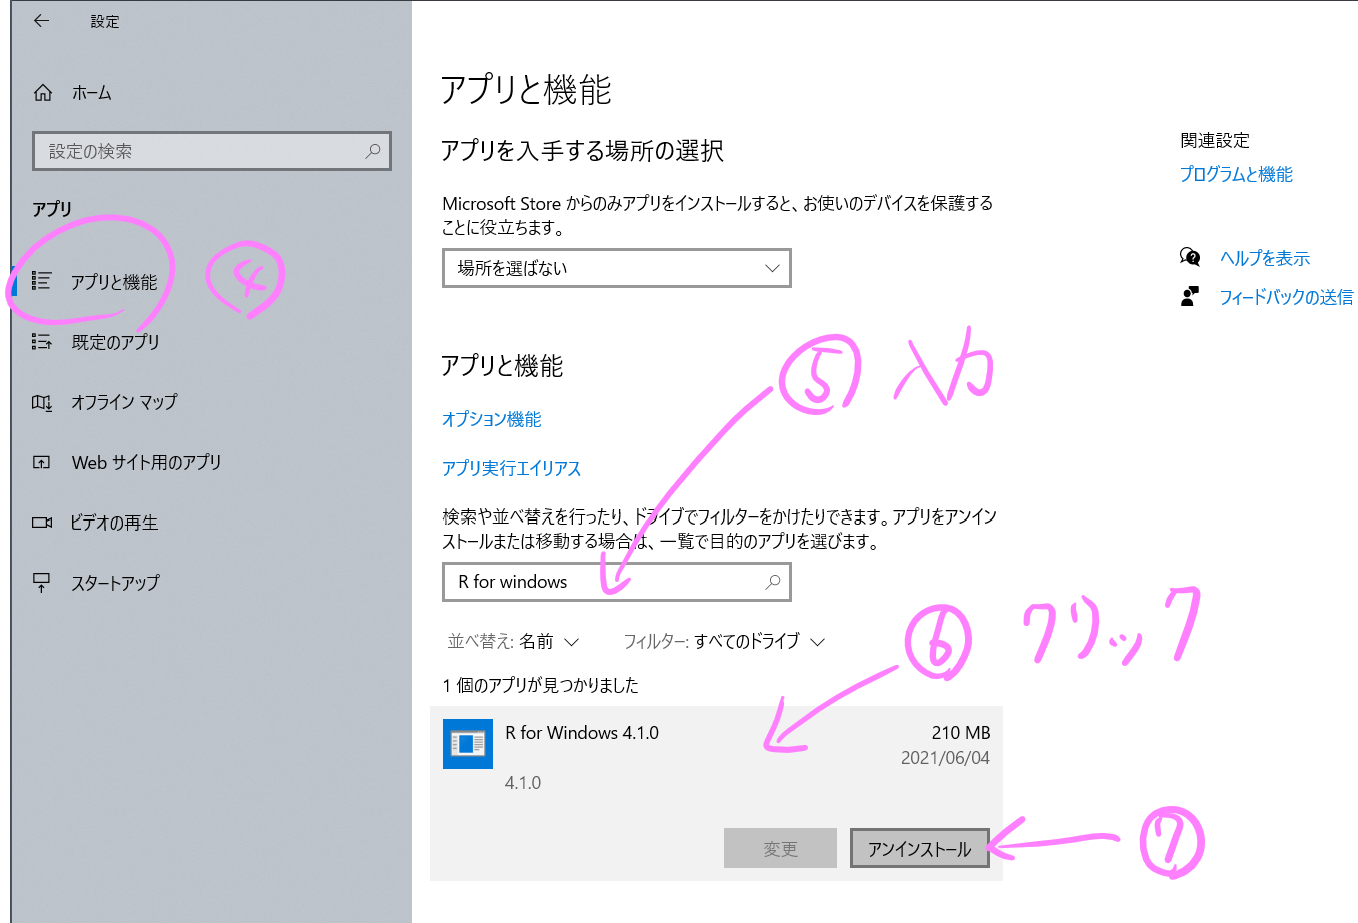 設定
ホーム
設定の検索
アプリ
アプリと機能
④
既定のアプリ
オフライン マップ
Web サイト用のアプリ
ビデオの再生
スタートアップ
アプリと機能
アプリを入手する場所の選択
Microsoft Store からのみアプリをインストールすると、お使いのデバイスを保護する
ことに役立ちます。
場所を選ばない
アプリと機能
⑤ 入力
オプション機能
アプリ実行エイリアス
検索や並べ替えを行ったり、ドライブでフィルターをかけたりできます。アプリをアンイン
ストールまたは移動する場合は、一覧で目的のアプリを選びます。
R for windows
並べ替え: 名前 フィルター: すべてのドライブ
⑥ クリック
1 個のアプリが見つかりました
R for Windows 4.1.0 210 MB
2021/06/04
4.1.0
変更 アンインストール
⑦
関連設定
プログラムと機能
ヘルプを表示
フィードバックの送信